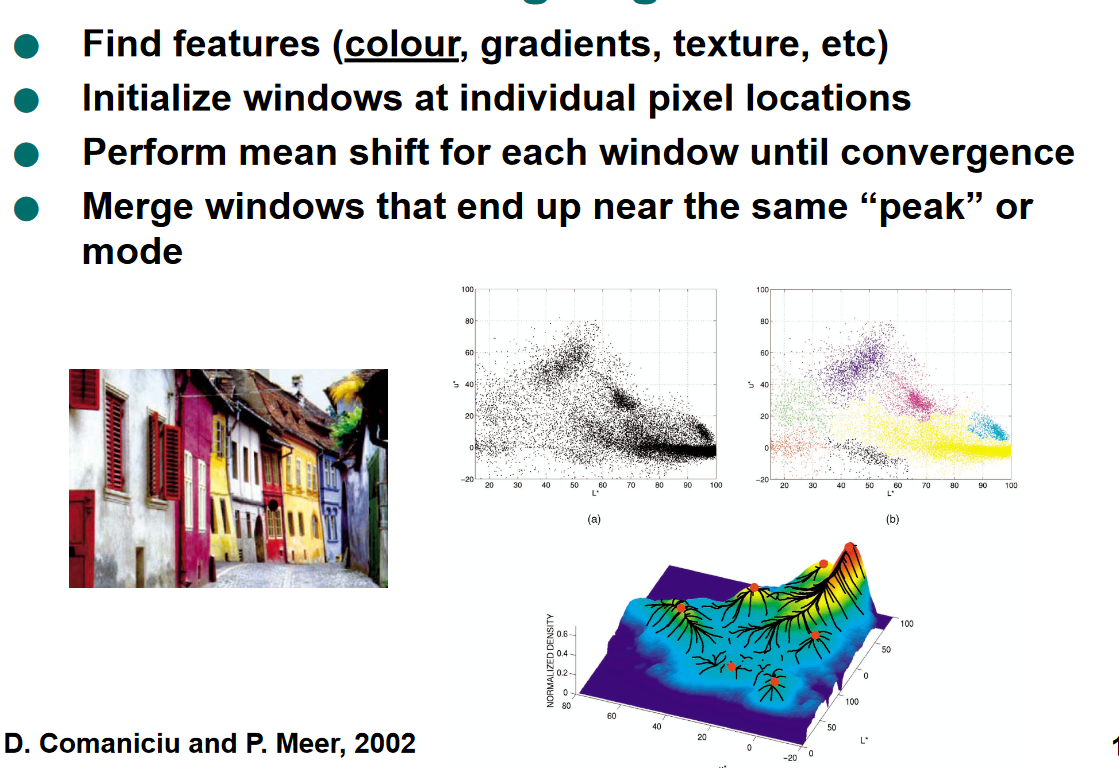 Find features (colour, gradients, texture, etc)
Initialize windows at individual pixel locations
Perform mean shift for each window until convergence
Merge windows that end up near the same “peak” or
mode
100
80
60
40
20
0
−20
20 30 40 50 60 70 80 90 100
L*
u*
(a)
100
80
60
40
20
0
−20
20 30 40 50 60 70 80 90 100
L*
u*
(b)
NORMALIZED DENSITY
0.6
0.4
0.2
0
80
60
40
20
0
−20
100
50
0
100
50
0
L*
D. Comaniciu and P. Meer, 2002